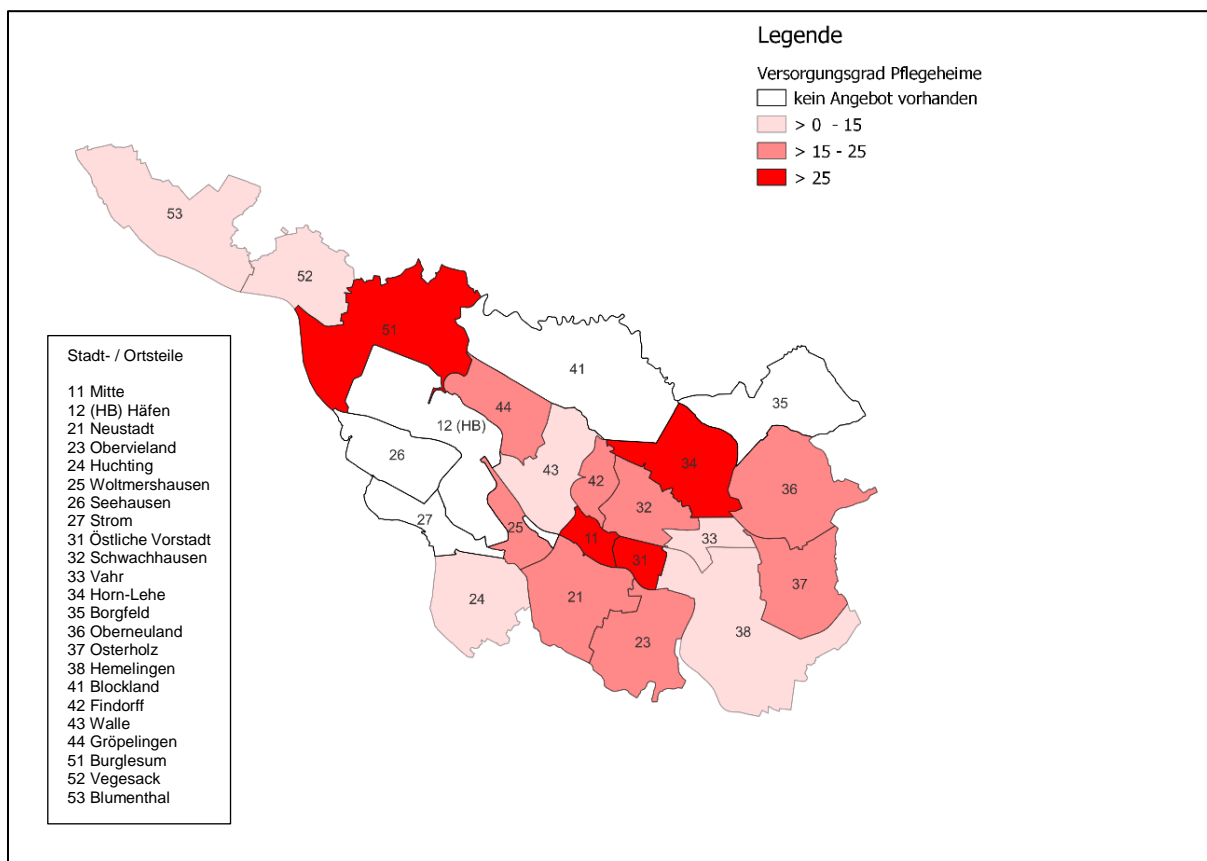 Legende
Versorgungsgrad Pflegeheime
kein Angebot vorhanden
> 0 - 15
> 15 - 25
> 25
53
52
51
41
35
44
12 (HB)
34
26
43
42
36
32
27
25
33
11
31
37
24
21
38
23
Stadt- / Ortsteile
11 Mitte
12 (HB) Häfen
21 Neustadt
23 Obervieland
24 Huchting
25 Woltmershausen
26 Seehausen
27 Strom
31 Östliche Vorstadt
32 Schwachhausen
33 Vahr
34 Horn-Lehe
35 Borgfeld
36 Oberneuland
37 Osterholz
38 Hemelingen
41 Blockland
42 Findorff
43 Walle
44 Gröpelingen
51 Burglesum
52 Vegesack
53 Blumenthal